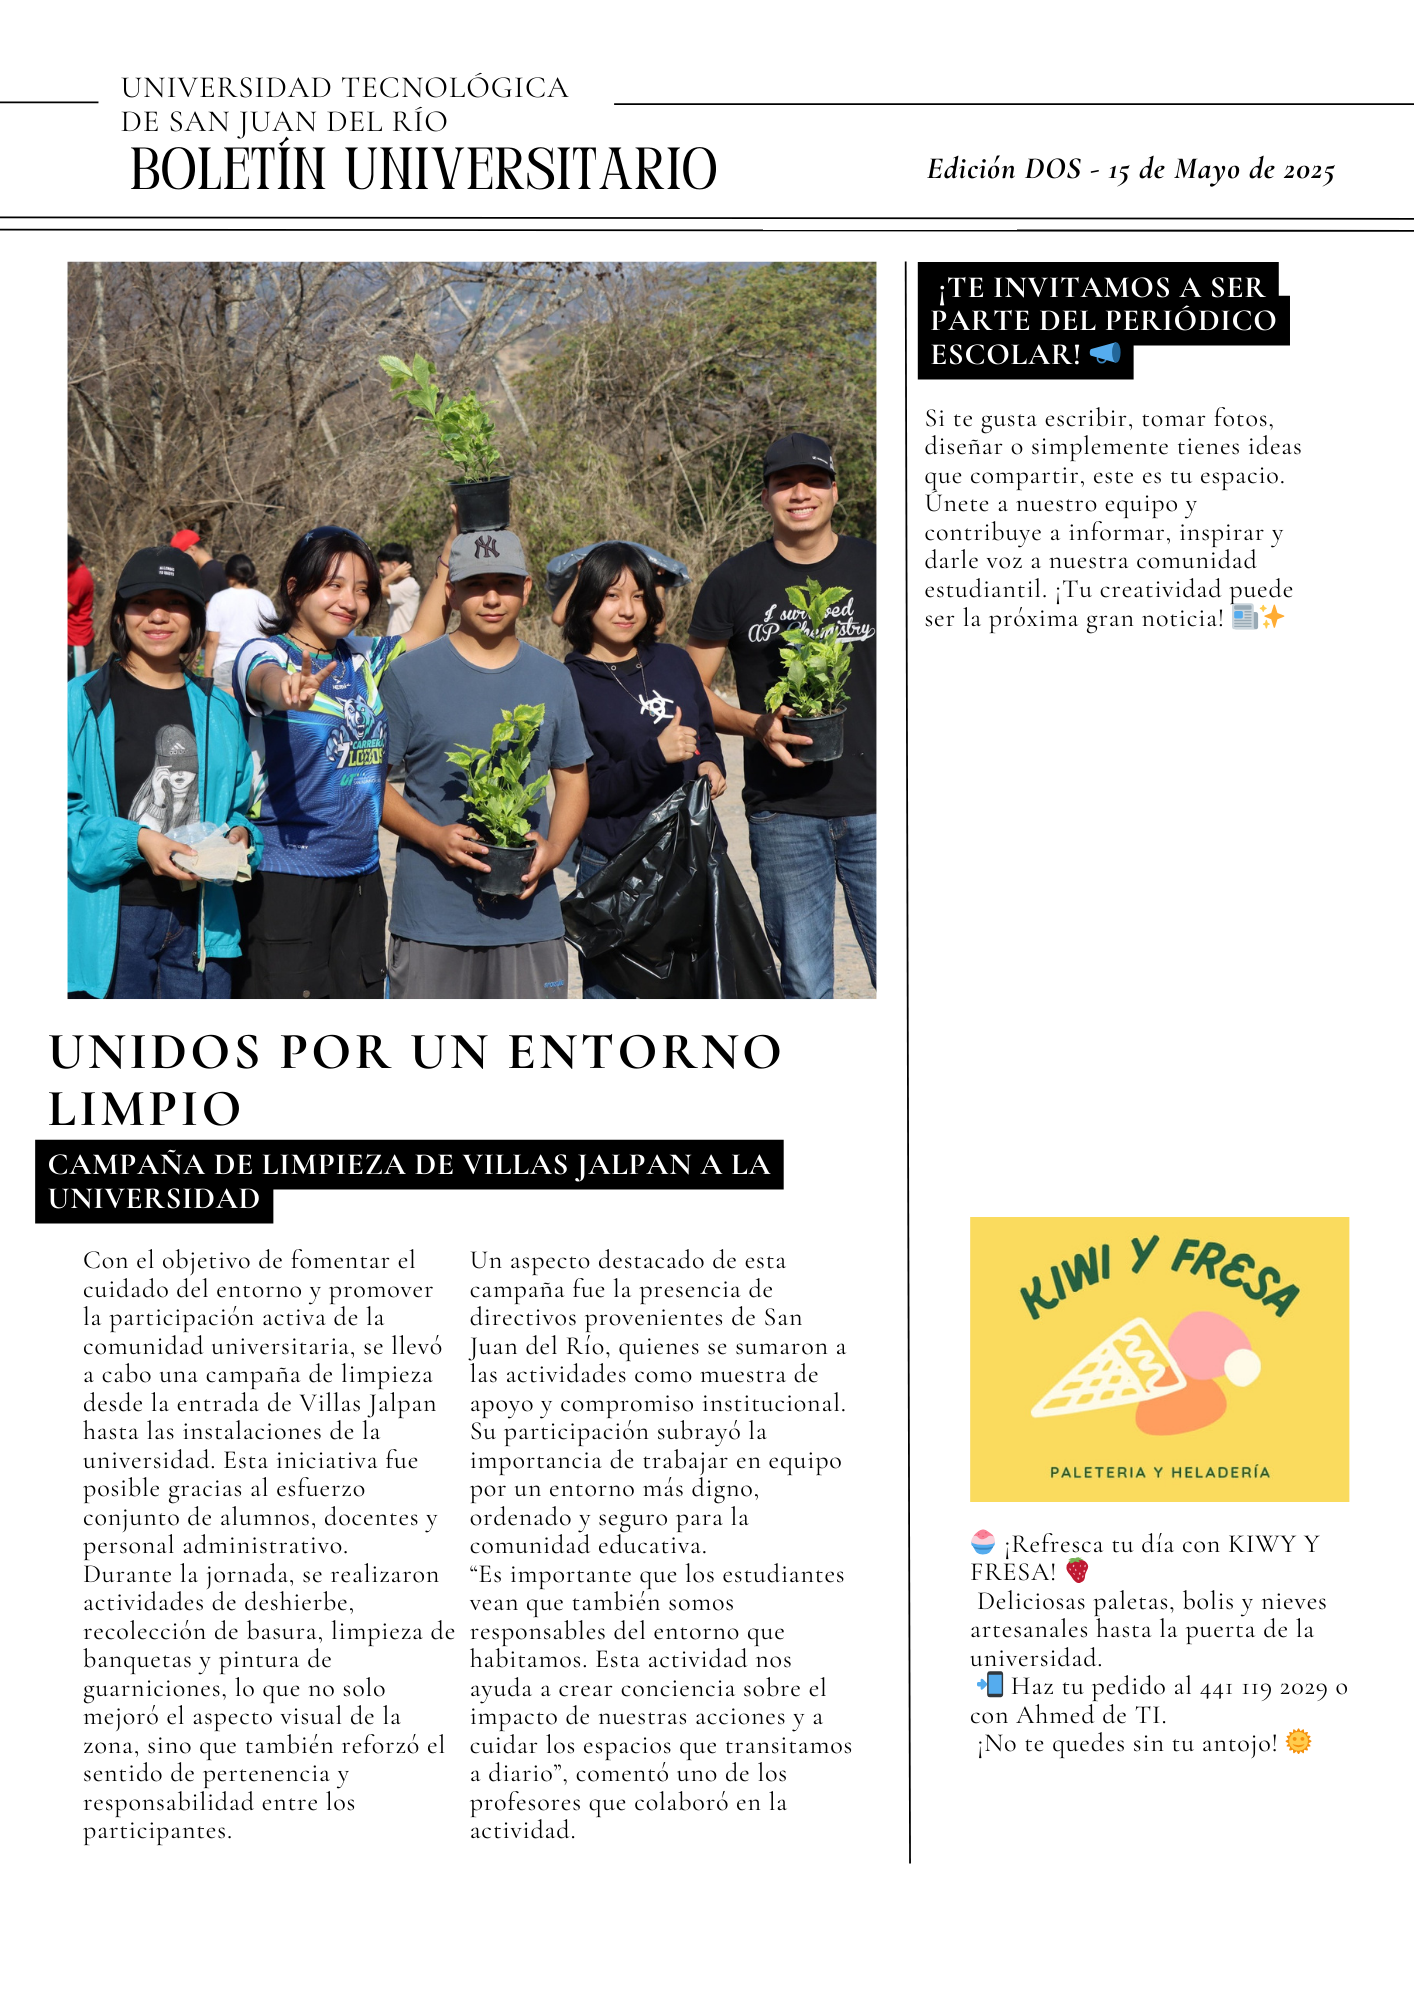 UNIVERSIDAD TECNOLÓGICA
DE SAN JUAN DEL RÍO
BOLETÍN UNIVERSITARIO
Edición DOS - 15 de Mayo de 2025
I survived
AP Chemistry
NY
CARRERA
7
LOBOS
UNIDOS POR UN ENTORNO
LIMPIO
CAMPAÑA DE LIMPIEZA DE VILLAS JALPAN A LA
UNIVERSIDAD
Con el objetivo de fomentar el
cuidado del entorno y promover
la participación activa de la
comunidad universitaria, se llevó
a cabo una campaña de limpieza
desde la entrada de Villas Jalpan
hasta las instalaciones de la
universidad. Esta iniciativa fue
posible gracias al esfuerzo
conjunto de alumnos, docentes y
personal administrativo.
Durante la jornada, se realizaron
actividades de deshierbe,
recolección de basura, limpieza de
banquetas y pintura de
guarniciones, lo que no solo
mejoró el aspecto visual de la
zona, sino que también reforzó el
sentido de pertenencia y
responsabilidad entre los
participantes.
Un aspecto destacado de esta
campaña fue la presencia de
directivos provenientes de San
Juan del Río, quienes se sumaron a
las actividades como muestra de
apoyo y compromiso institucional.
Su participación subrayó la
importancia de trabajar en equipo
por un entorno más digno,
ordenado y seguro para la
comunidad educativa.
“Es importante que los estudiantes
vean que también somos
responsables del entorno que
habitamos. Esta actividad nos
ayuda a crear conciencia sobre el
impacto de nuestras acciones y a
cuidar los espacios que transitamos
a diario”, comentó uno de los
profesores que colaboró en la
actividad.
¡TE INVITAMOS A SER
PARTE DEL PERIÓDICO
ESCOLAR! 📣
Si te gusta escribir, tomar fotos,
diseñar o simplemente tienes ideas
que compartir, este es tu espacio.
Únete a nuestro equipo y
contribuye a informar, inspirar y
darle voz a nuestra comunidad
estudiantil. ¡Tu creatividad puede
ser la próxima gran noticia! 📰✨
KIWI Y FRESA
PALETERIA Y HELADERÍA
🍧 ¡Refresca tu día con KIWY Y
FRESA! 🍓
Deliciosas paletas, bolis y nieves
artesanales hasta la puerta de la
universidad.
📲 Haz tu pedido al 441 119 2029 o
con Ahmed de TI.
¡No te quedes sin tu antojo! 🌞